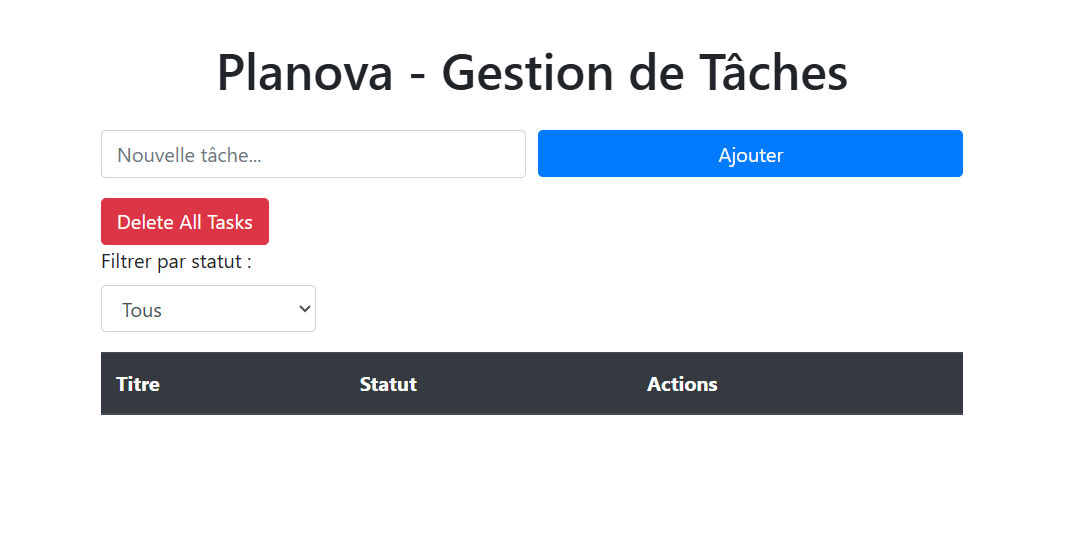 Planova - Gestion de Tâches
Nouvelle tâche...
Ajouter
Delete All Tasks
Filtrer par statut :
Tous
Titre Statut Actions